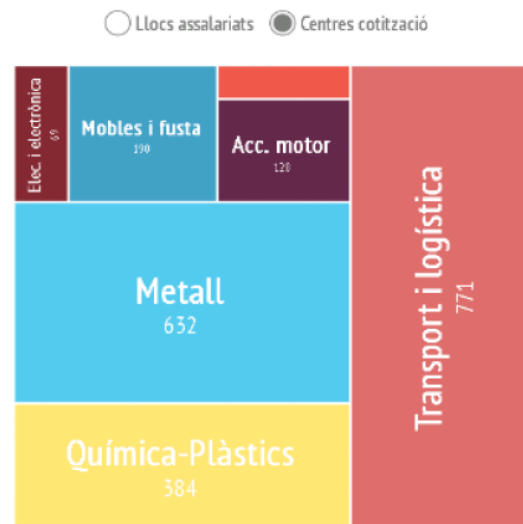 Llocs assalariats
Centres cotització
Elec. i electrònica
69
Mobles i fusta
190
Acc. motor
120
Metall
632
Química-Plàstics
384
Transport i logística
771